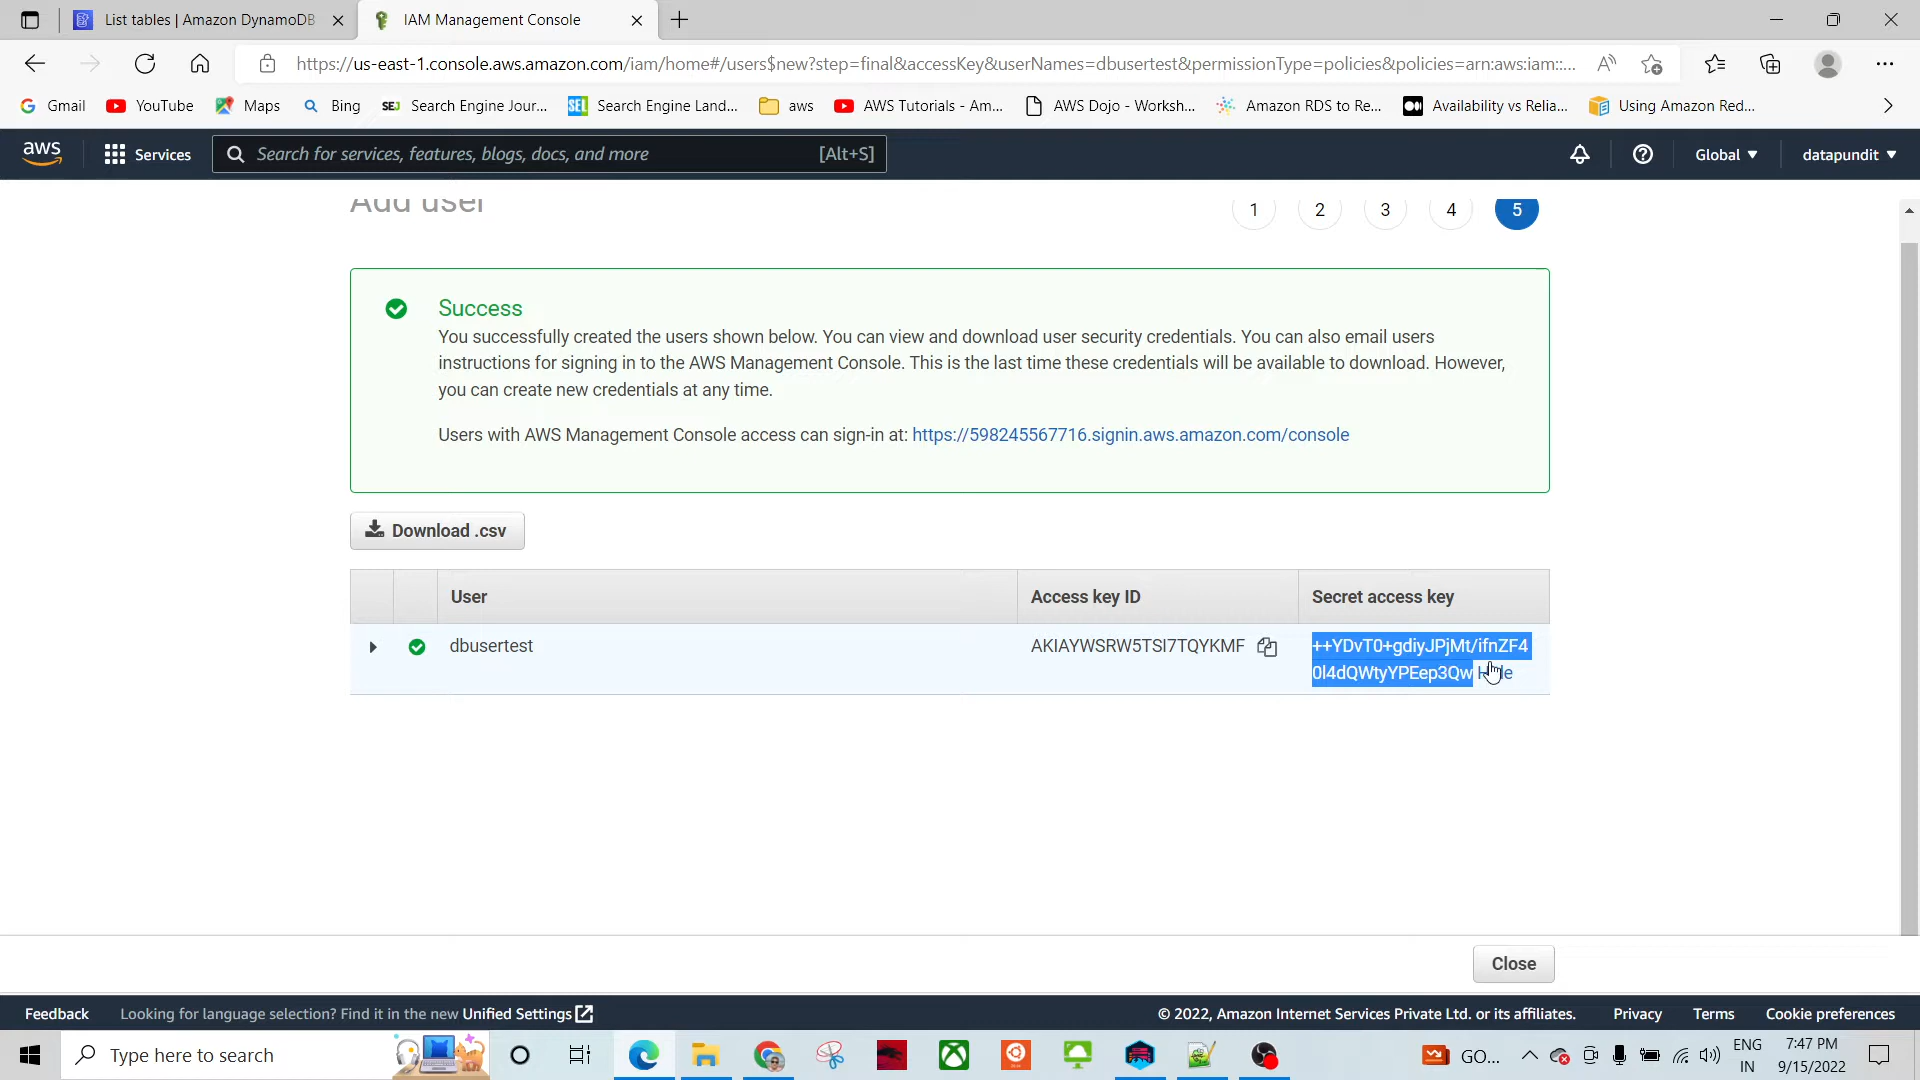 List tables | Amazon DynamoDB
IAM Management Console
https://us-east-1.console.aws.amazon.com/iam/home#/users$new?step=final&accessKey&userNames=dbusertest&permissionType=policies&policies=arn:aws:iam::...
Gmail YouTube Maps Bing SEJ Search Engine Jour... SEL Search Engine Land... aws AWS Tutorials - Am... AWS Dojo - Worksh... Amazon RDS to Re... Availability vs Relia... Using Amazon Red...
aws Services Search for services, features, blogs, docs, and more [Alt+S] Global datapundit
Add user 1 2 3 4 5
Success
You successfully created the users shown below. You can view and download user security credentials. You can also email users
instructions for signing in to the AWS Management Console. This is the last time these credentials will be available to download. However,
you can create new credentials at any time.
Users with AWS Management Console access can sign-in at: https://598245567716.signin.aws.amazon.com/console
Download .csv
User Access key ID Secret access key
dbusertest AKIAYWSRW5TSI7TQYKMF ++YDvT0+gdiyJPjMt/ifnZF4
0l4dQWtyYPEep3Qw Hide
Close
Feedback Looking for language selection? Find it in the new Unified Settings © 2022, Amazon Internet Services Private Ltd. or its affiliates. Privacy Terms Cookie preferences
Type here to search GO... ENG 7:47 PM
IN 9/15/2022